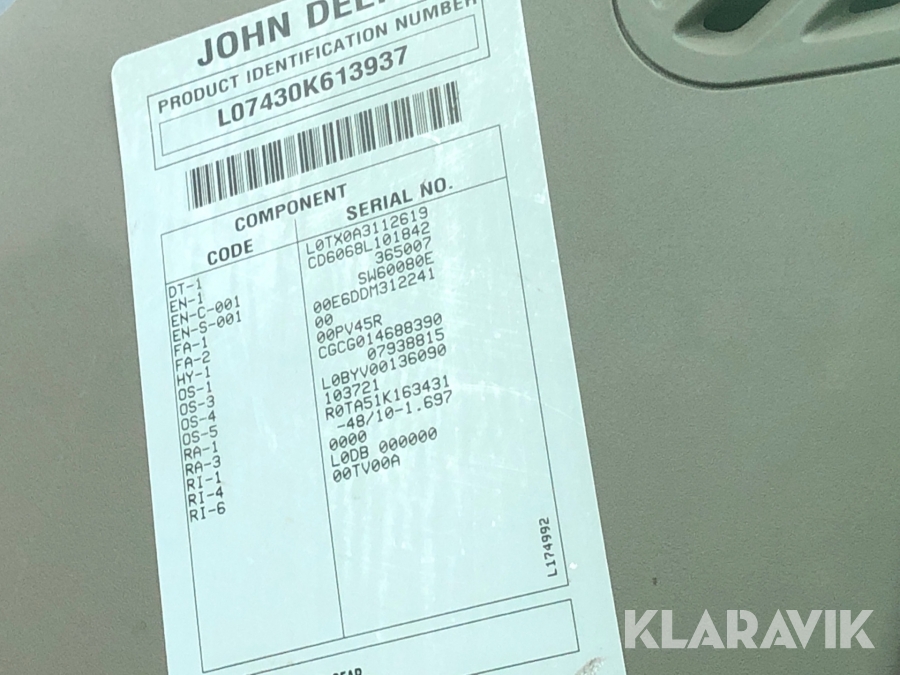 JOHN
PRODUCT IDENTIFICATION NUMBER
L07430K613937
COMPONENT
CODE SERIAL NO.
DT-1 L0TX0A3112619
EN-1 CD6068L101842
EN-C-001 365007
EN-S-001 SW60080E
FA-1 00E6DDM312241
FA-2 00
HY-1 00PV45R
OS-1 CGCG014688390
OS-3 07938815
OS-4 L0BYV00136090
OS-5 103721
RA-1 R0TA51K163431
RA-3 -48/10-1.697
RI-1 0000
RI-4 L0DB 000000
RI-6 00TV00A
L174992
KLARAVIK